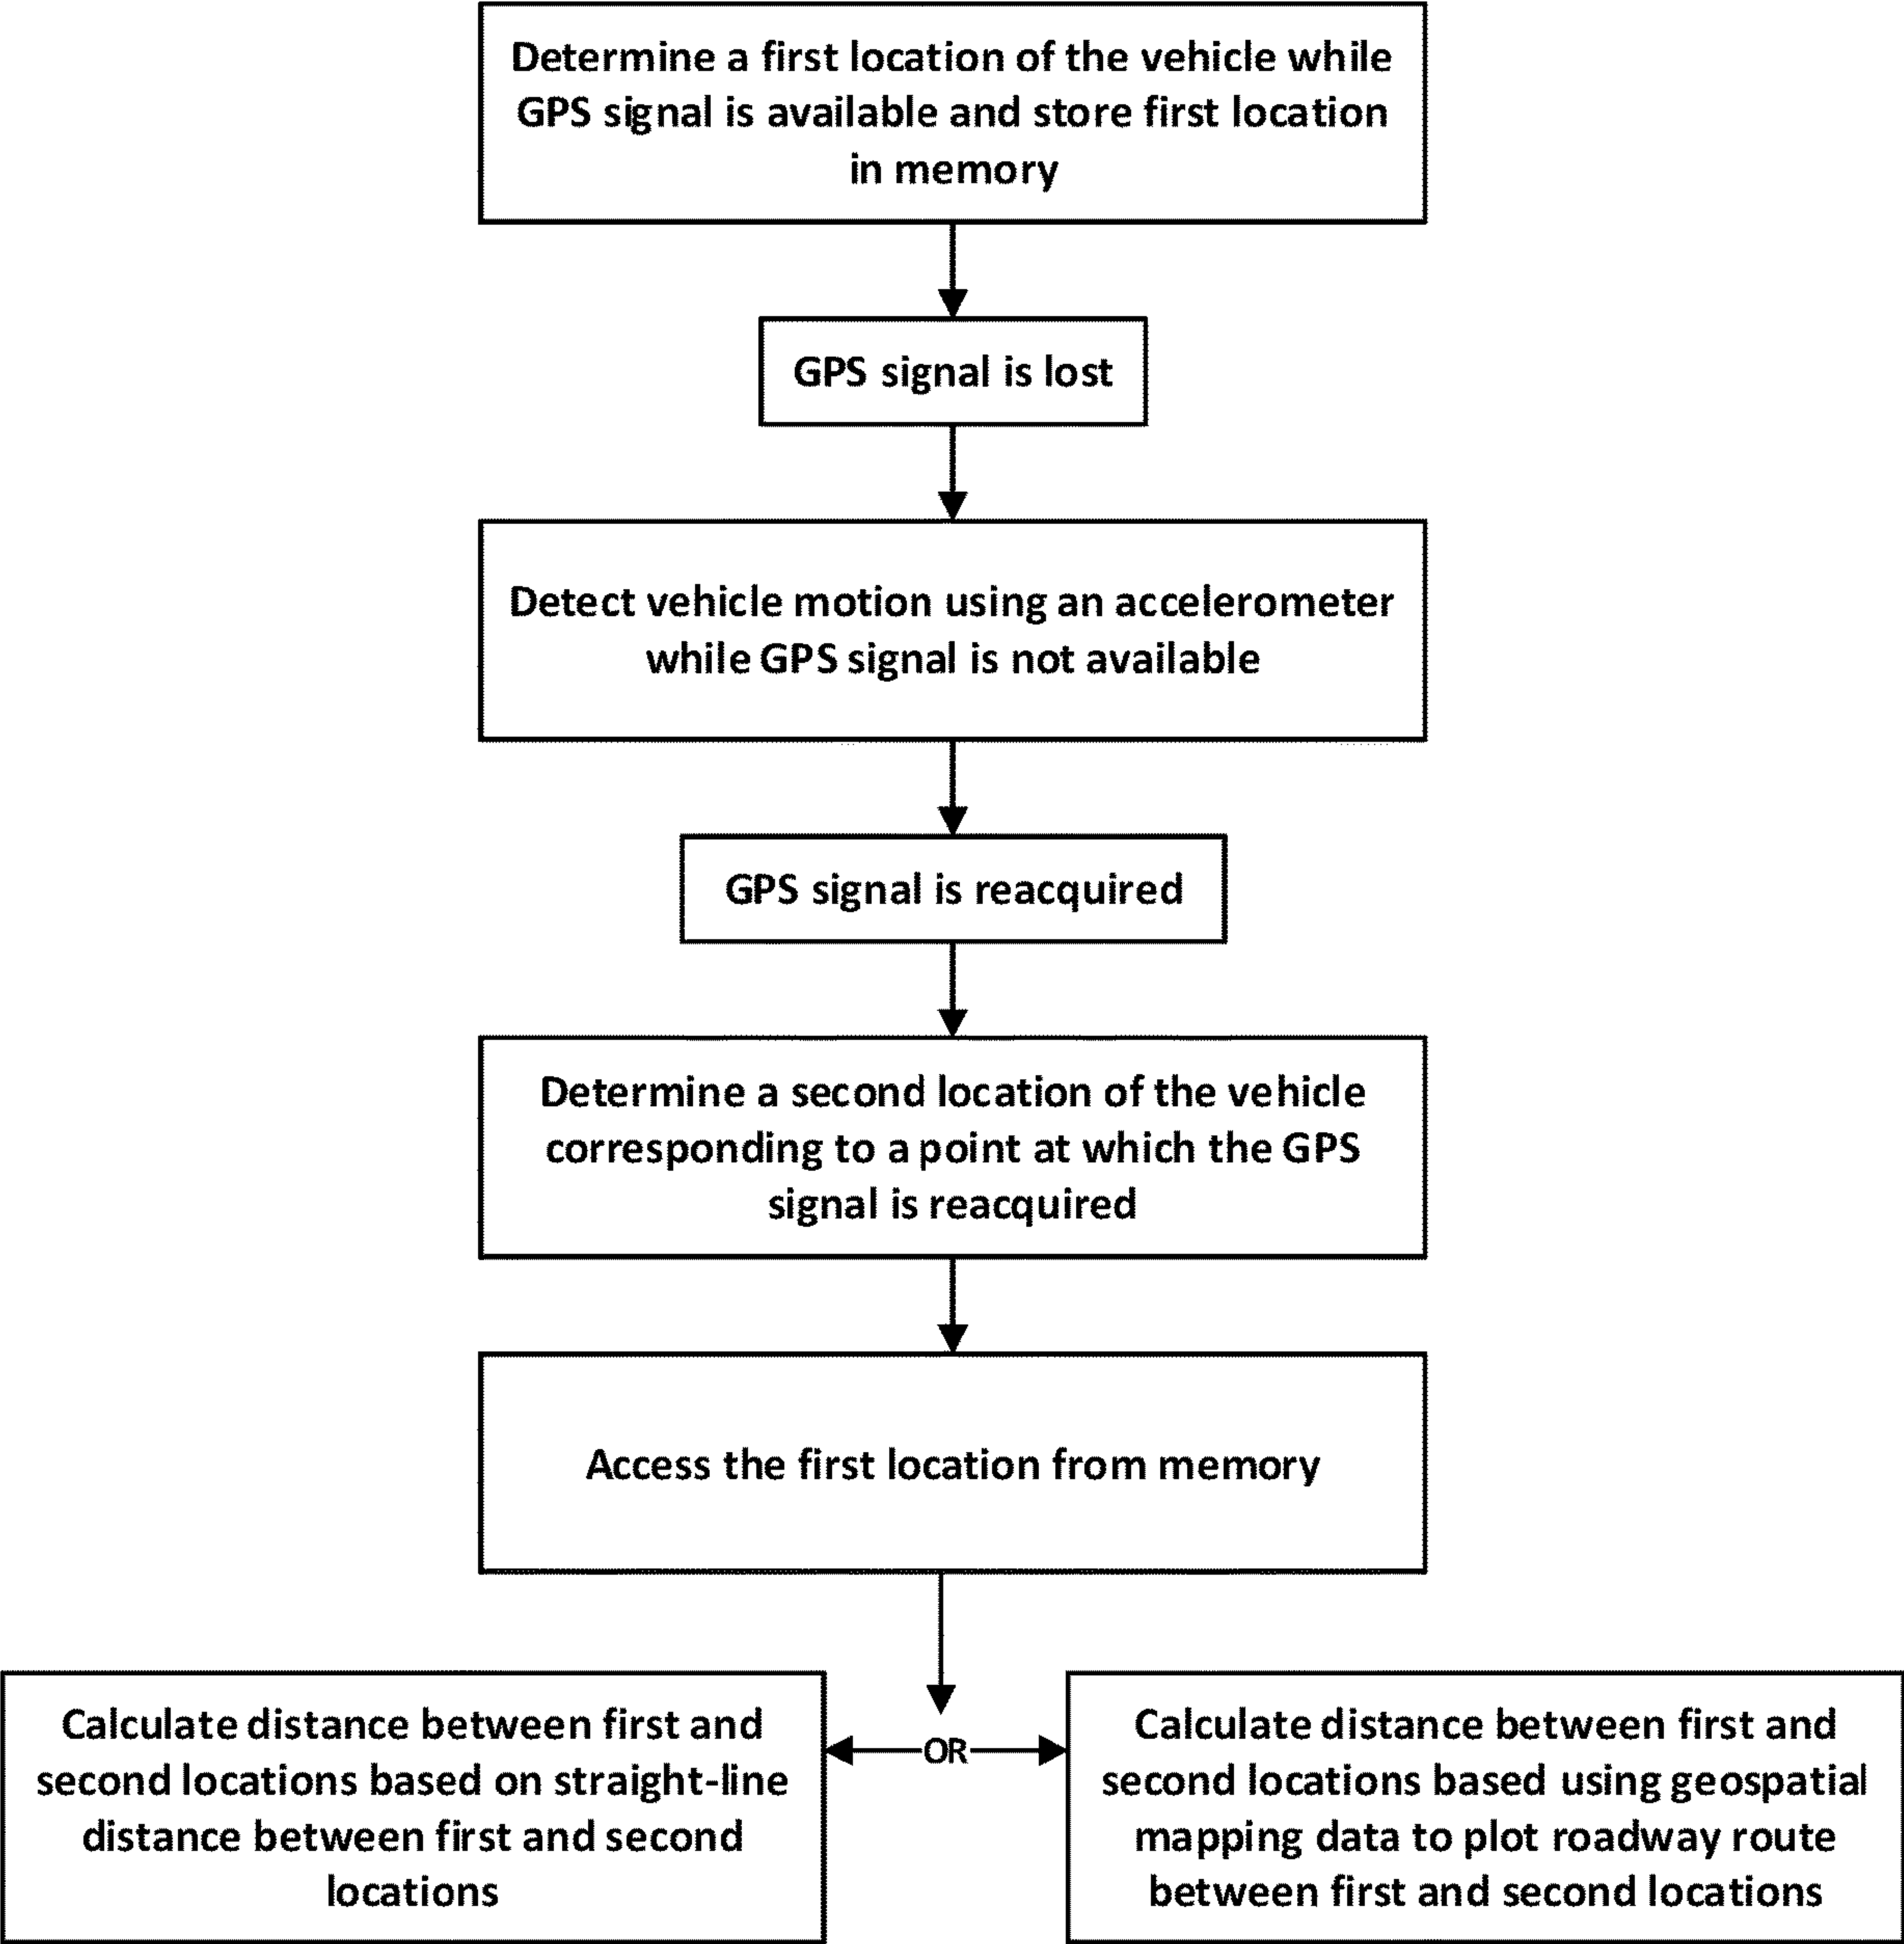 Determine a first location of the vehicle while
GPS signal is available and store first location
in memory
GPS signal is lost
Detect vehicle motion using an accelerometer
while GPS signal is not available
GPS signal is reacquired
Determine a second location of the vehicle
corresponding to a point at which the GPS
signal is reacquired
Access the first location from memory
Calculate distance between first and
second locations based on straight-line
distance between first and second
locations
OR
Calculate distance between first and
second locations based using geospatial
mapping data to plot roadway route
between first and second locations